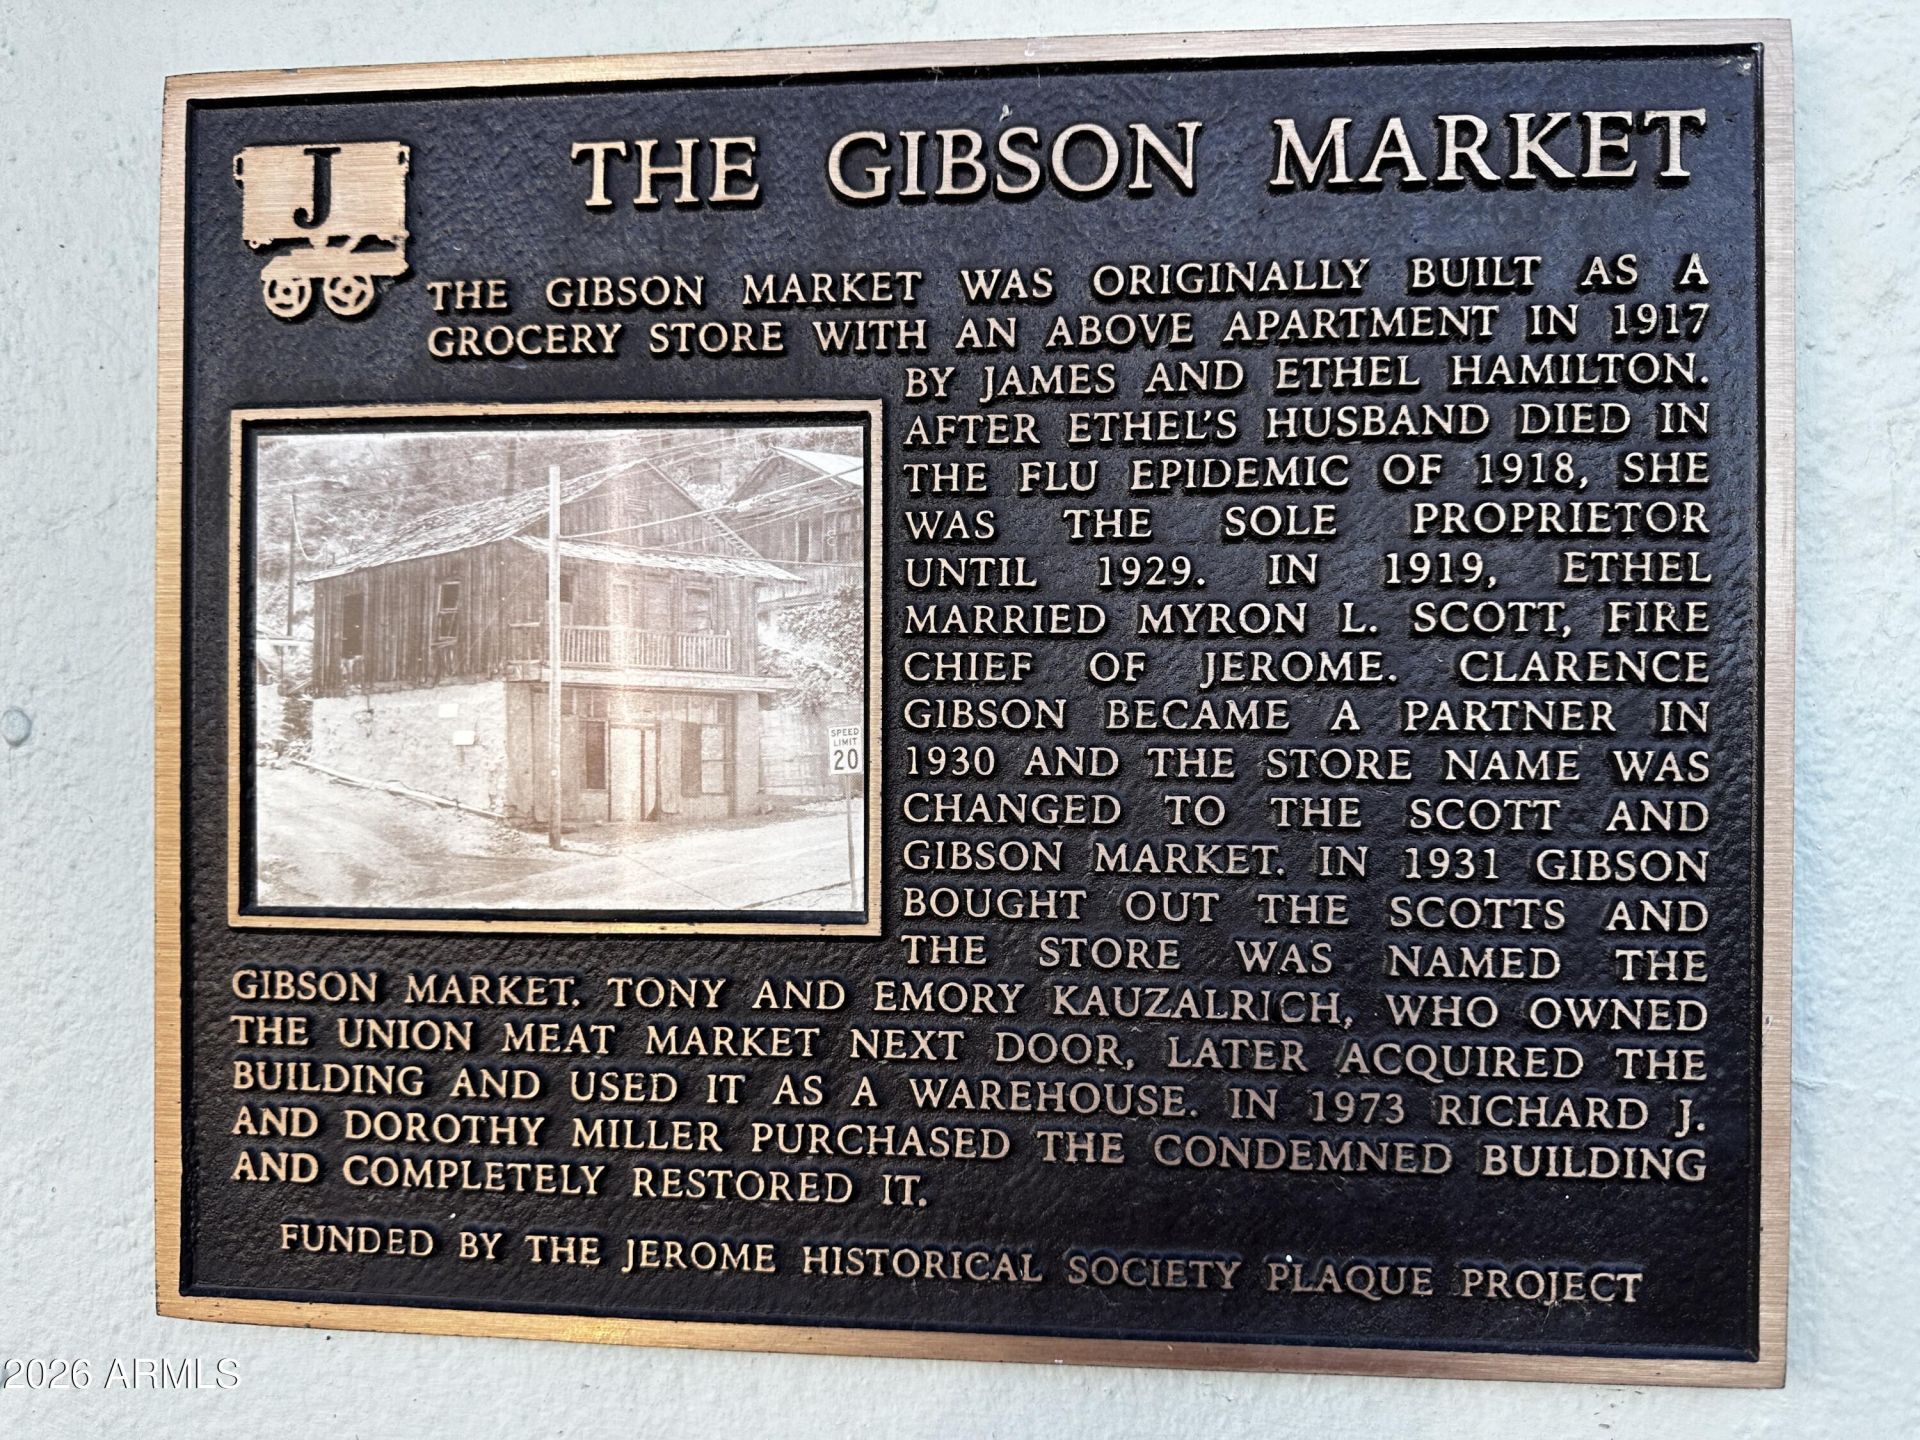 J
THE GIBSON MARKET
THE GIBSON MARKET WAS ORIGINALLY BUILT AS A
GROCERY STORE WITH AN ABOVE APARTMENT IN 1917
BY JAMES AND ETHEL HAMILTON.
AFTER ETHEL'S HUSBAND DIED IN
THE FLU EPIDEMIC OF 1918, SHE
WAS THE SOLE PROPRIETOR
UNTIL 1929. IN 1919, ETHEL
MARRIED MYRON L. SCOTT, FIRE
CHIEF OF JEROME. CLARENCE
GIBSON BECAME A PARTNER IN
1930 AND THE STORE NAME WAS
CHANGED TO THE SCOTT AND
GIBSON MARKET. IN 1931 GIBSON
BOUGHT OUT THE SCOTTS AND
THE STORE WAS NAMED THE
GIBSON MARKET. TONY AND EMORY KAUZALRICH, WHO OWNED
THE UNION MEAT MARKET NEXT DOOR, LATER ACQUIRED THE
BUILDING AND USED IT AS A WAREHOUSE. IN 1973 RICHARD J.
AND DOROTHY MILLER PURCHASED THE CONDEMNED BUILDING
AND COMPLETELY RESTORED IT.
SPEED
LIMIT
20
FUNDED BY THE JEROME HISTORICAL SOCIETY PLAQUE PROJECT
2026 ARMLS